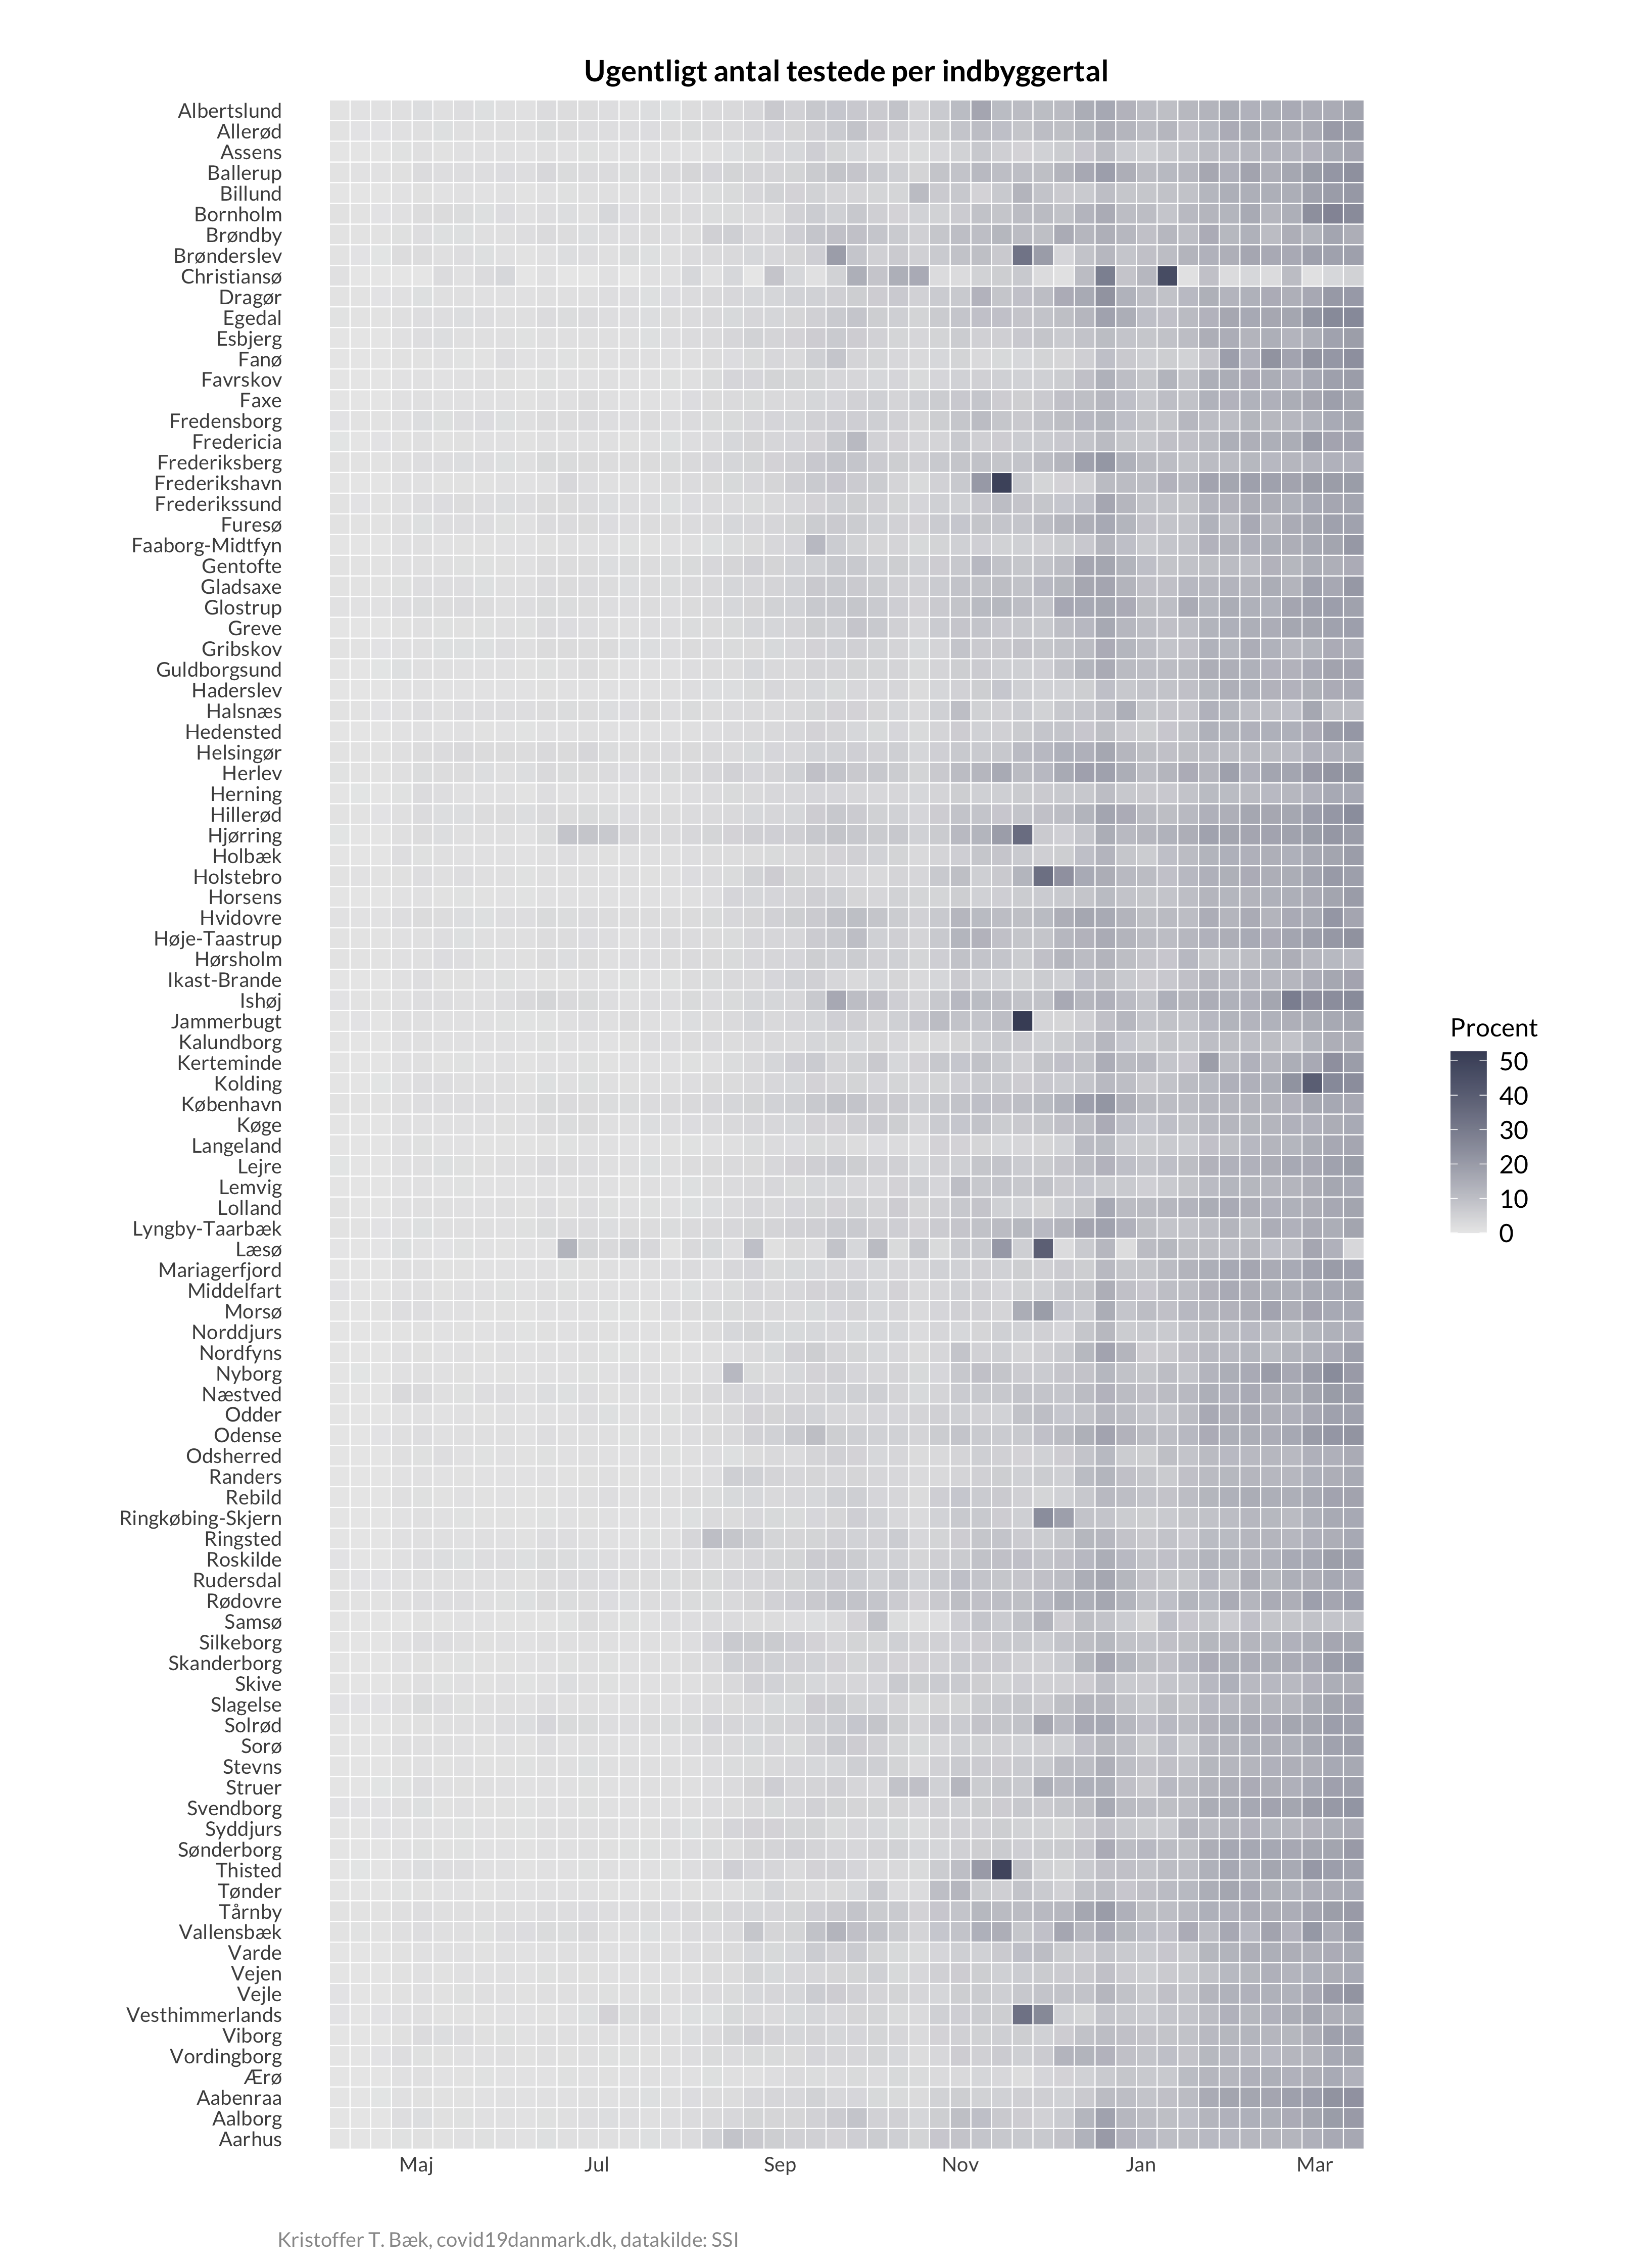 Ugentligt antal testede per indbyggertal
Albertslund
Allerød
Assens
Ballerup
Billund
Bornholm
Brøndby
Brønderslev
Christiansø
Dragør
Egedal
Esbjerg
Fanø
Favrskov
Faxe
Fredensborg
Fredericia
Frederiksberg
Frederikshavn
Frederikssund
Furesø
Faaborg-Midtfyn
Gentofte
Gladsaxe
Glostrup
Greve
Gribskov
Guldborgsund
Haderslev
Halsnæs
Hedensted
Helsingør
Herlev
Herning
Hillerød
Hjørring
Holbæk
Holstebro
Horsens
Hvidovre
Høje-Taastrup
Hørsholm
Ikast-Brande
Ishøj
Jammerbugt
Kalundborg
Kerteminde
Kolding
København
Køge
Langeland
Lejre
Lemvig
Lolland
Lyngby-Taarbæk
Læsø
Mariagerfjord
Middelfart
Morsø
Norddjurs
Nordfyns
Nyborg
Næstved
Odder
Odense
Odsherred
Randers
Rebild
Ringkøbing-Skjern
Ringsted
Roskilde
Rudersdal
Rødovre
Samsø
Silkeborg
Skanderborg
Skive
Slagelse
Solrød
Sorø
Stevns
Struer
Svendborg
Syddjurs
Sønderborg
Thisted
Tønder
Tårnby
Vallensbæk
Varde
Vejen
Vejle
Vesthimmerlands
Viborg
Vordingborg
Ærø
Aabenraa
Aalborg
Aarhus
Maj Jul Sep Nov Jan Mar
Procent
50
40
30
20
10
0
Kristoffer T. Bæk, covid19danmark.dk, datakilde: SSI